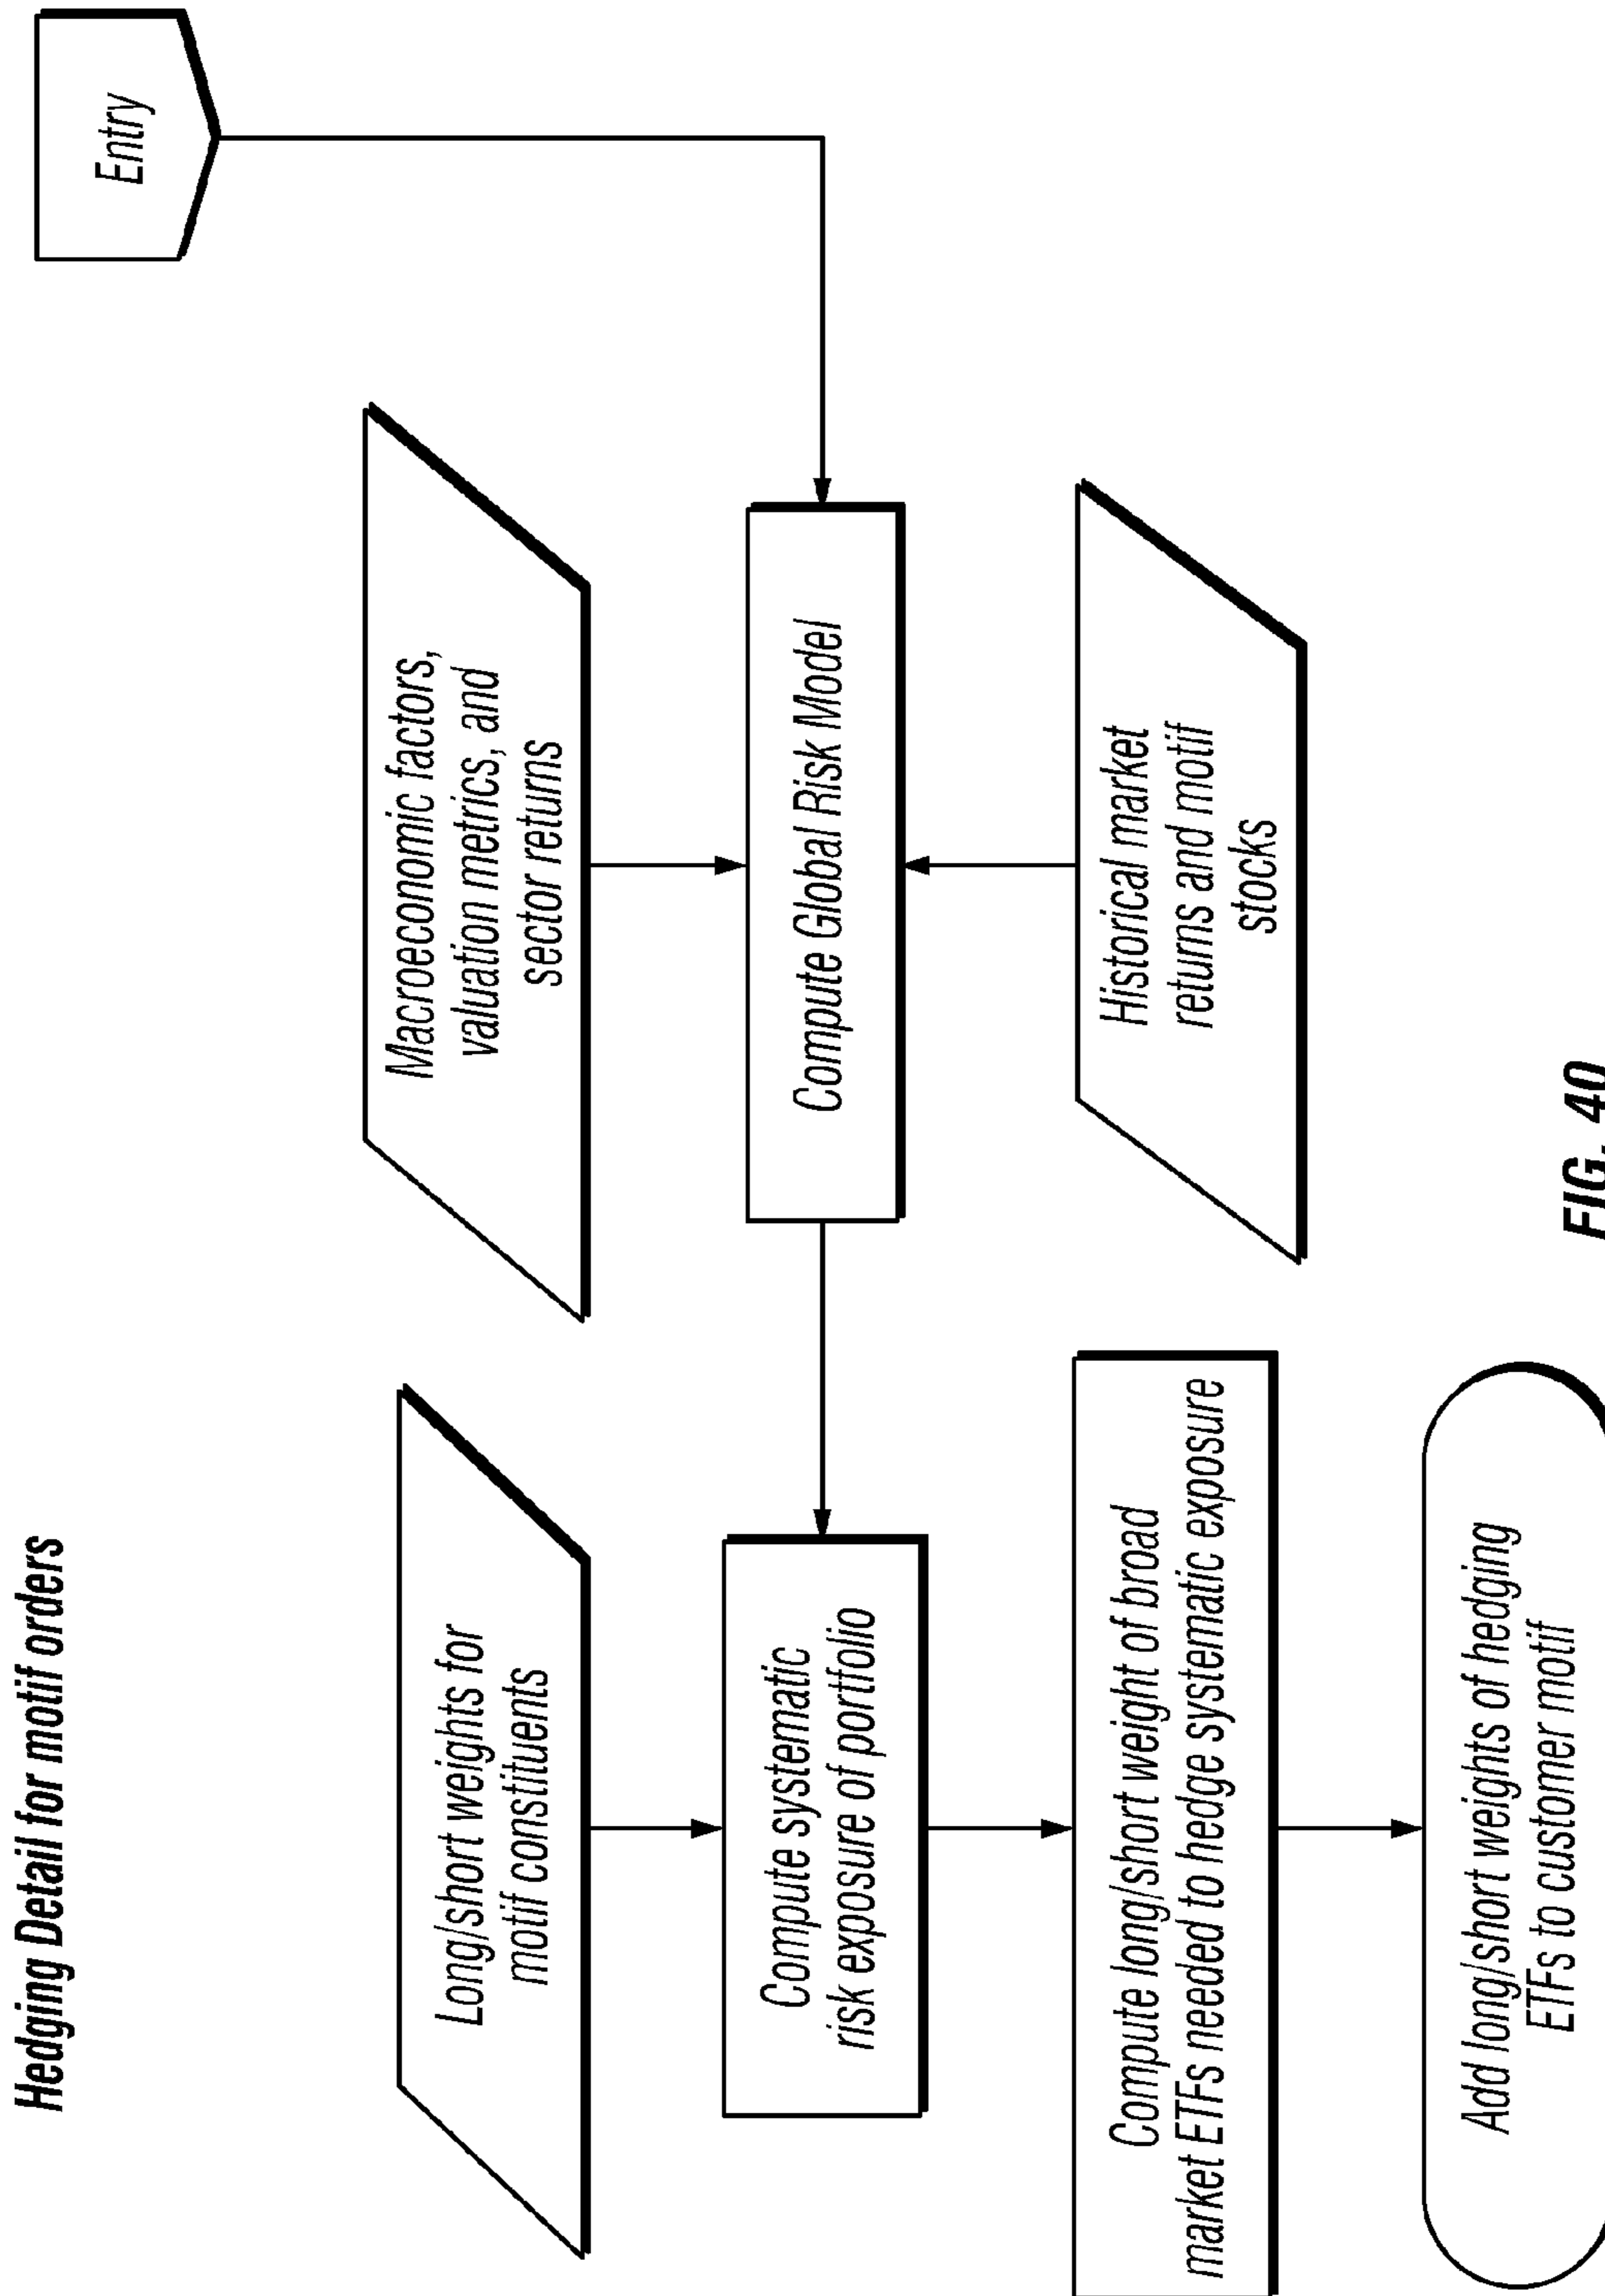 Hedging Detail for motif orders
Entry
Macroeconomic factors,
valuation metrics, and
sector returns
Long/short weights for
motif constituents
Compute Global Risk Model
Compute systematic
risk exposure of portfolio
Historical market
returns and motif
stocks
Compute long/short weight of broad
market ETFs needed to hedge systematic exposure
Add long/short weights of hedging
ETFs to customer motif
FIG. 40